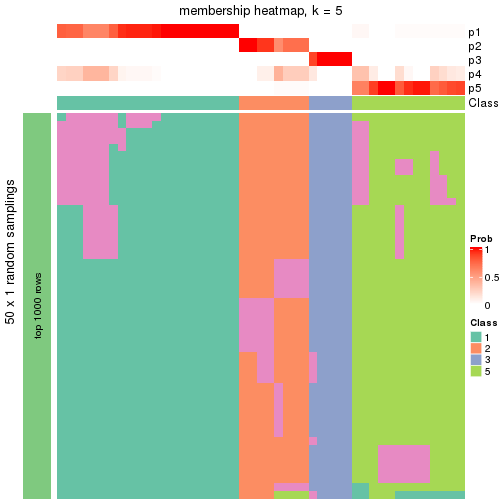 membership heatmap, k = 5
p1
p2
p3
p4
p5
Class
50 x 1 random samplings
top 1000 rows
Prob
1
0.5
0
Class
1
2
3
5